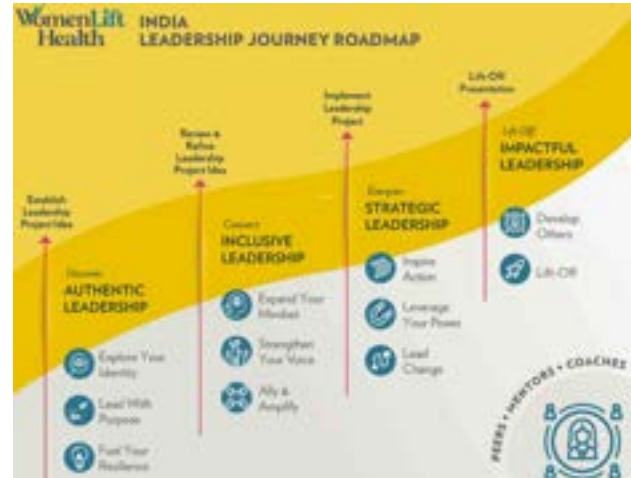 WomenLift
Health
INDIA
LEADERSHIP JOURNEY ROADMAP
Establish
Leadership
Project Idea
Review &
Refine
Leadership
Project Idea
Implement
Leadership
Project
Lift-Off
Presentation
Discover
AUTHENTIC
LEADERSHIP
Explore Your
Identity
Lead With
Purpose
Fuel Your
Resilience
Connect
INCLUSIVE
LEADERSHIP
Expand Your
Mindset
Strengthen
Your Voice
Ally &
Amplify
STRATEGIC
LEADERSHIP
Inspire
Action
Leverage
Your Power
Lead
Change
Lift-Off
IMPACTFUL
LEADERSHIP
Develop
Others
Lift-Off
PEERS • MENTORS • COACHES